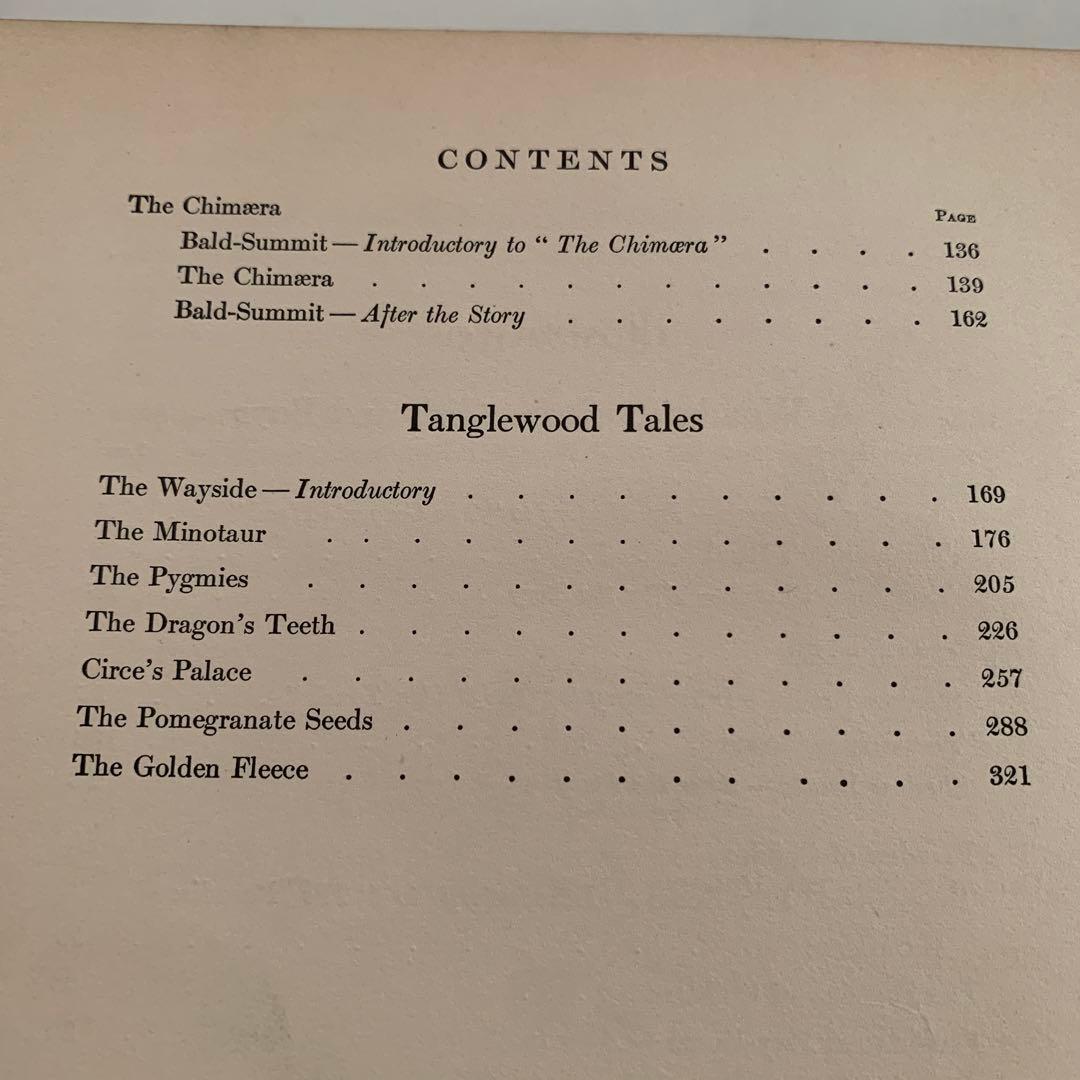 CONTENTS
The Chimæra
PAGE
Bald-Summit — Introductory to “ The Chimæra ” . . . . 136
The Chimæra . . . . . . . . . . . . 139
Bald-Summit — After the Story . . . . . . . . 162
Tanglewood Tales
The Wayside — Introductory . . . . . . . . . . 169
The Minotaur . . . . . . . . . . . . . 176
The Pygmies . . . . . . . . . . . . . 205
The Dragon’s Teeth . . . . . . . . . . . . 226
Circe’s Palace . . . . . . . . . . . . . 257
The Pomegranate Seeds . . . . . . . . . . . 288
The Golden Fleece . . . . . . . . . . . . 321